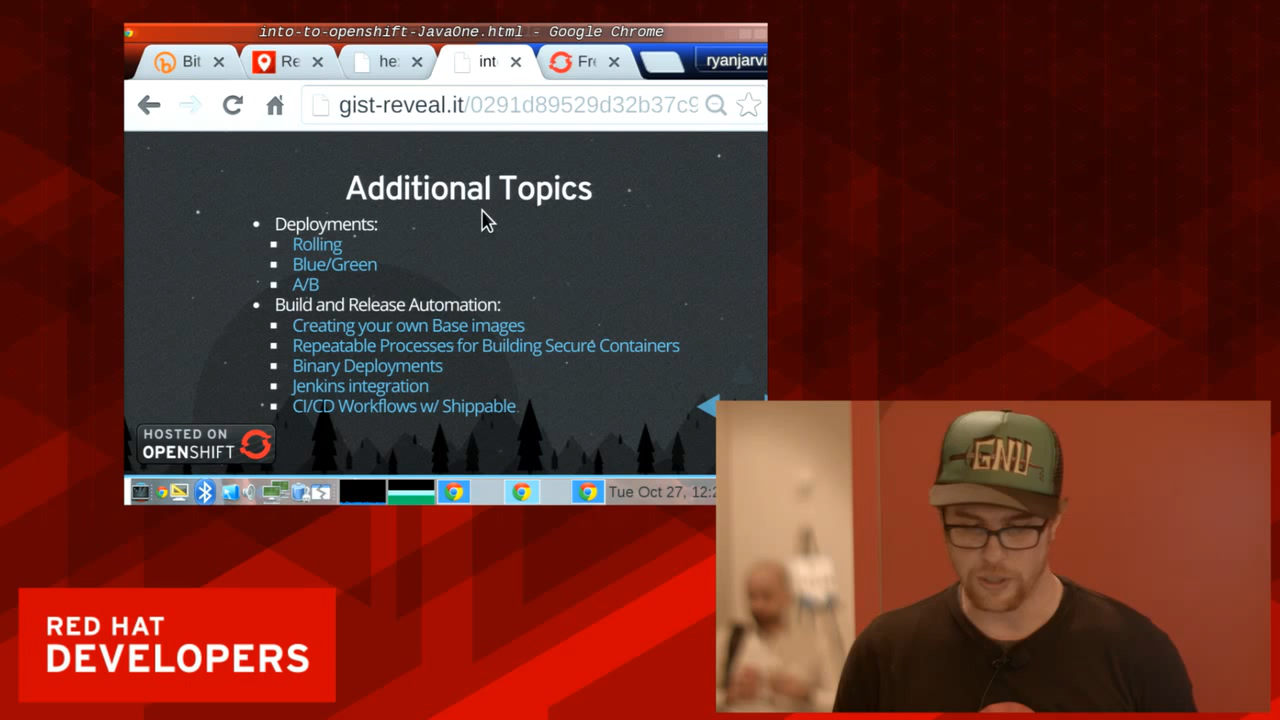 into-to-openshift-JavaOne.html - Google Chrome
Bit
Re
he:
int
Fr
ryanjarvi
gist-reveal.it/0291d89529d32b37c9
Additional Topics
Deployments:
Rolling
Blue/Green
A/B
Build and Release Automation:
Creating your own Base images
Repeatable Processes for Building Secure Containers
Binary Deployments
Jenkins integration
CI/CD Workflows w/ Shippable
HOSTED ON
OPENSHIFT
Tue Oct 27, 12:2
GNU
RED HAT
DEVELOPERS